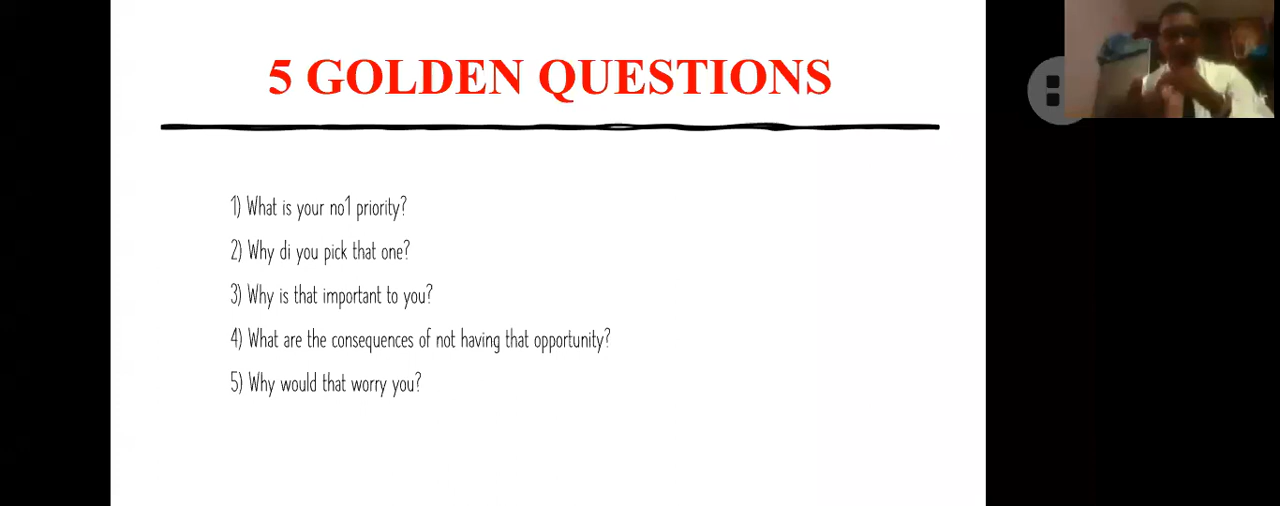 5 GOLDEN QUESTIONS
1) What is your no1 priority?
2) Why di you pick that one?
3) Why is that important to you?
4) What are the consequences of not having that opportunity?
5) Why would that worry you?